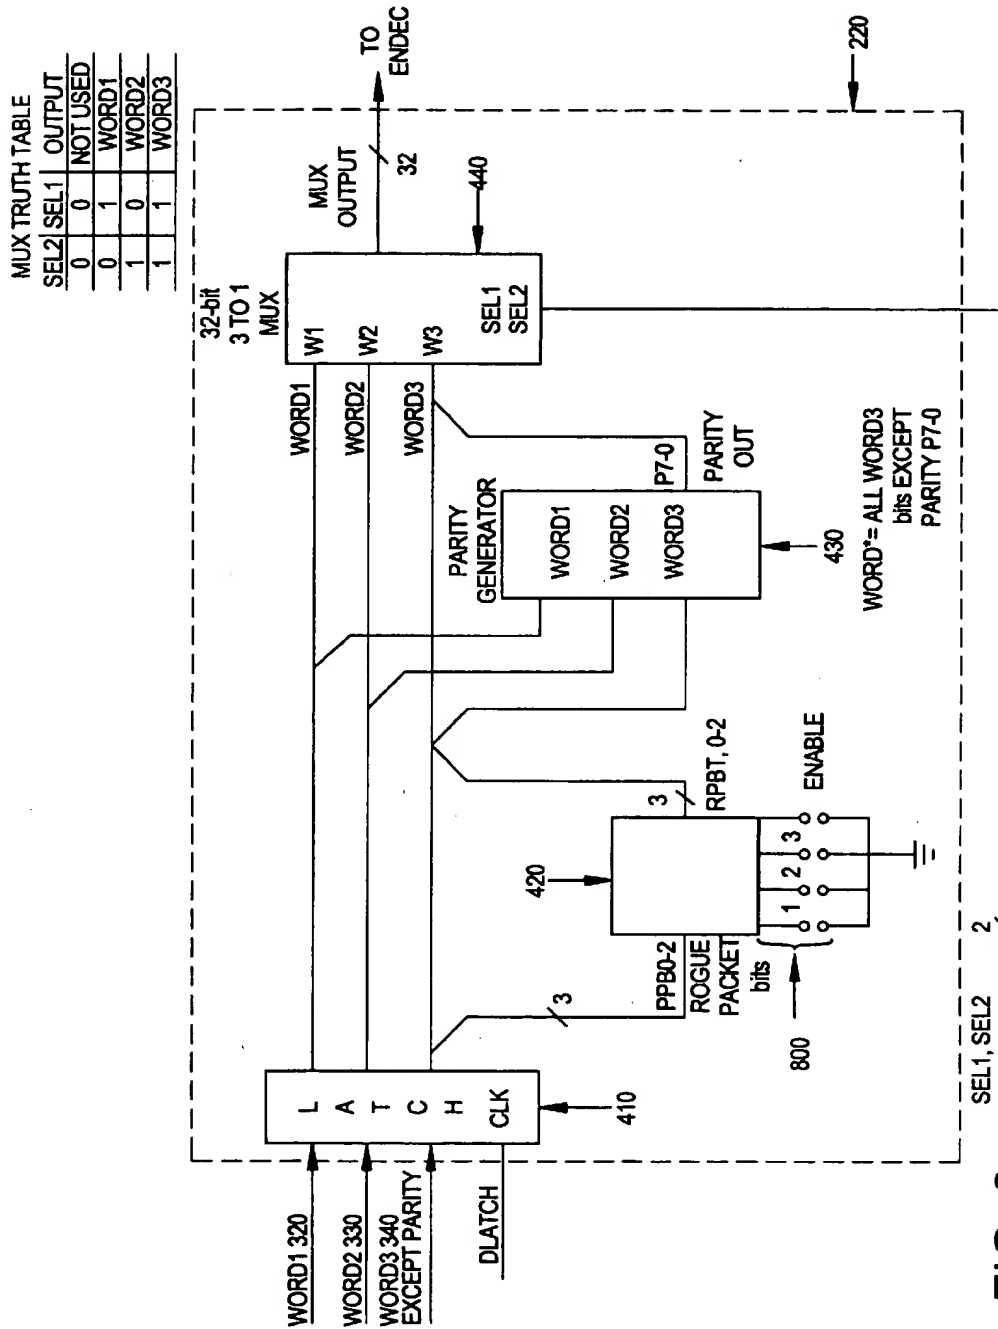 MUX TRUTH TABLE
SEL2 SEL1 OUTPUT
0 0 NOT USED
0 1 WORD1
1 0 WORD2
1 1 WORD3
32-bit
3 TO 1
MUX
W1
W2
W3
SEL1
SEL2
MUX
OUTPUT
32
TO
ENDEC
440
220
WORD1
WORD2
WORD3
PARITY
GENERATOR
WORD1
WORD2
WORD3
P7-0
PARITY
OUT
430
WORD*= ALL WORD3
bits EXCEPT
PARITY P7-0
420
3
RPBT, 0-2
1 2 3
ENABLE
PPB0-2
ROGUE
PACKET
bits
3
800
L
A
T
C
H
CLK
410
WORD1 320
WORD2 330
WORD3 340
EXCEPT PARITY
DLATCH
SEL1, SEL2 2